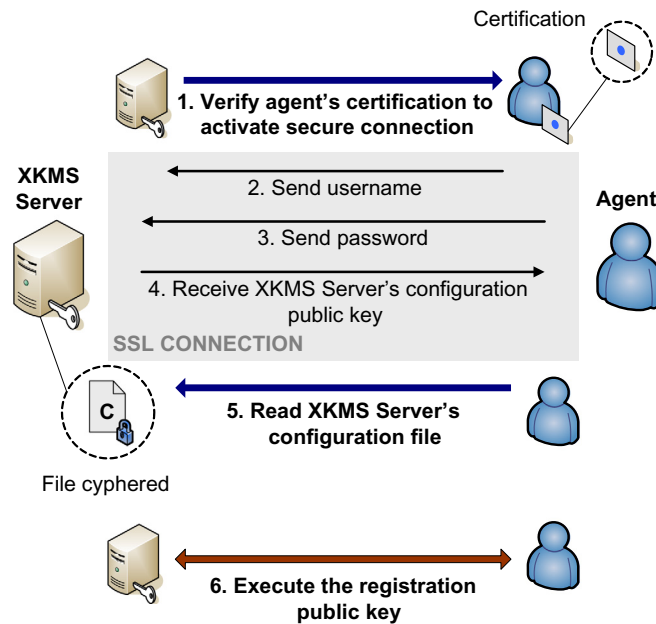 Certification
1. Verify agent's certification to
activate secure connection
XKMS
Server
2. Send username
Agent
3. Send password
4. Receive XKMS Server's configuration
public key
SSL CONNECTION
C
5. Read XKMS Server's
configuration file
File cyphered
6. Execute the registration
public key